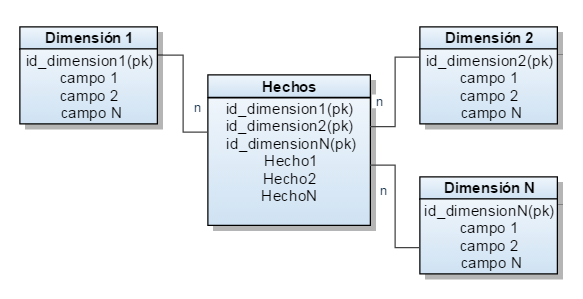 Dimensión 1
id_dimension1(pk)
campo 1
campo 2
campo N
n
Hechos
id_dimension1(pk)
id_dimension2(pk)
id_dimensionN(pk)
Hecho1
Hecho2
HechoN
n
n
Dimensión 2
id_dimension2(pk)
campo 1
campo 2
campo N
Dimensión N
id_dimensionN(pk)
campo 1
campo 2
campo N